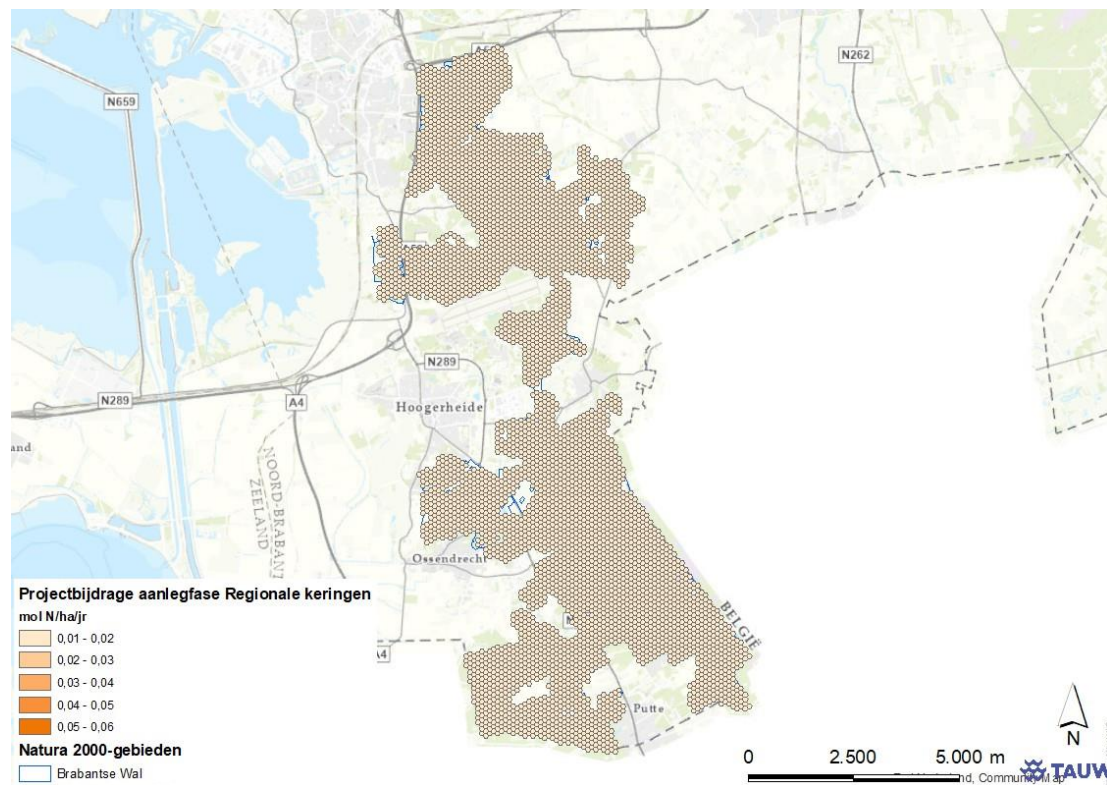 N659
N262
N289
N289
Hoogerheide
A4
and
NOORD-BRABANT
ZEELAND
Ossendrecht
BELGIË
Putte
Projectbijdrage aanlegfase Regionale keringen
mol N/ha/jr
0,01 - 0,02
0,02 - 0,03
0,03 - 0,04
0,04 - 0,05
0,05 - 0,06
Natura 2000-gebieden
Brabantse Wal
N
0 2.500 5.000 m
TAUW
Community Map